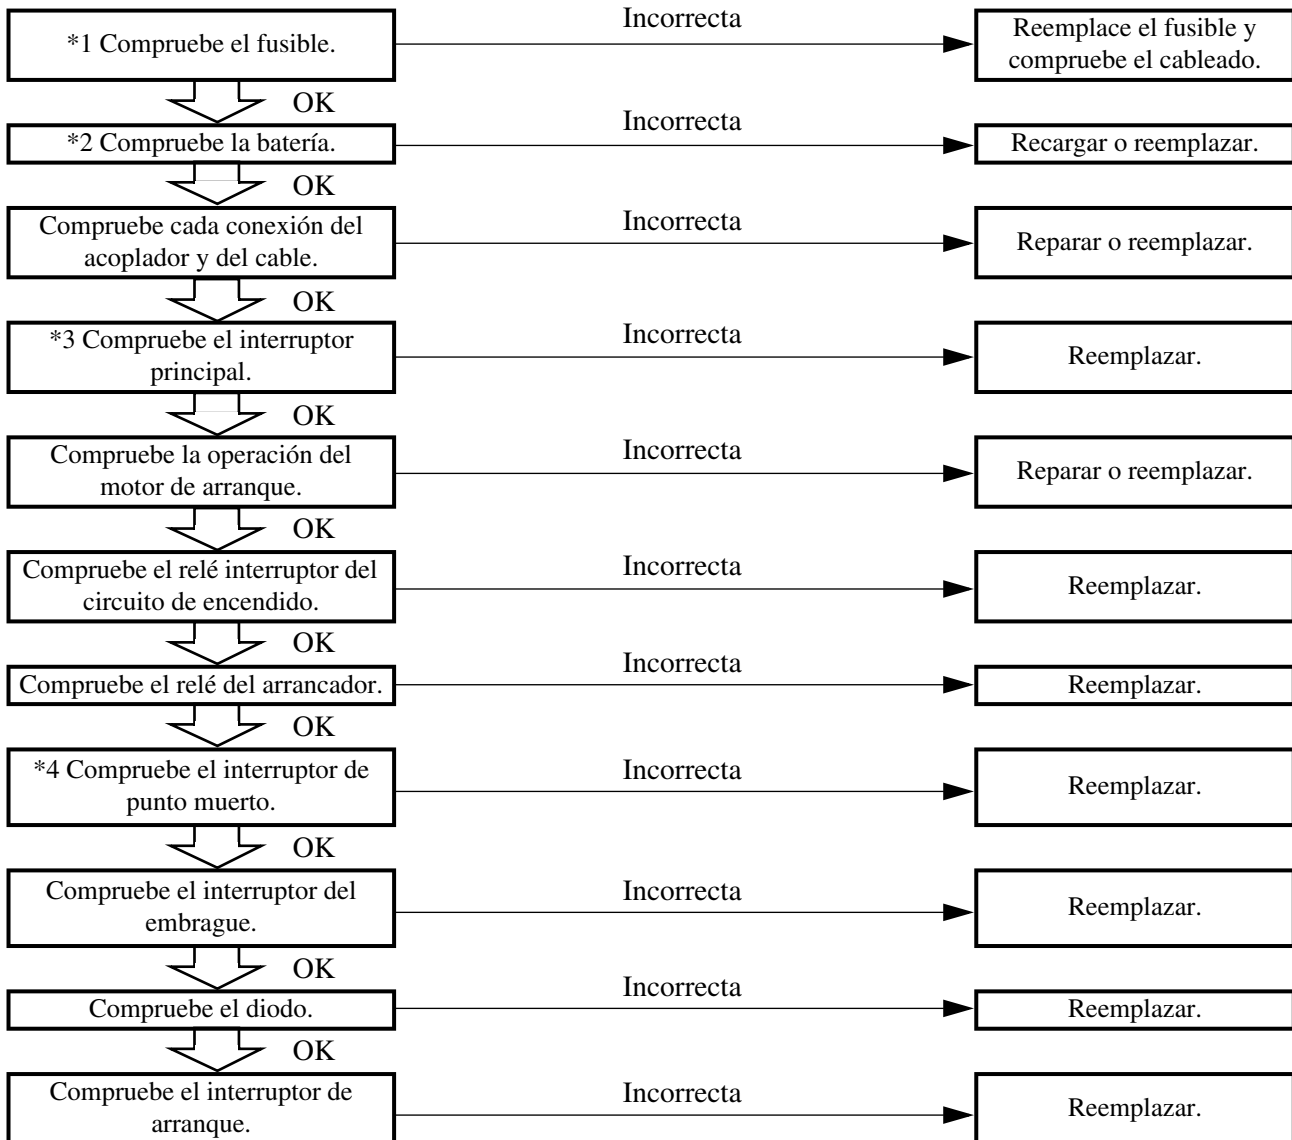 *1 Compruebe el fusible.
Incorrecta
Reemplace el fusible y
compruebe el cableado.
OK
*2 Compruebe la batería.
Incorrecta
Recargar o reemplazar.
OK
Compruebe cada conexión del
acoplador y del cable.
Incorrecta
Reparar o reemplazar.
OK
*3 Compruebe el interruptor
principal.
Incorrecta
Reemplazar.
OK
Compruebe la operación del
motor de arranque.
Incorrecta
Reparar o reemplazar.
OK
Compruebe el relé interruptor del
circuito de encendido.
Incorrecta
Reemplazar.
OK
Compruebe el relé del arrancador.
Incorrecta
Reemplazar.
OK
*4 Compruebe el interruptor de
punto muerto.
Incorrecta
Reemplazar.
OK
Compruebe el interruptor del
embrague.
Incorrecta
Reemplazar.
OK
Compruebe el diodo.
Incorrecta
Reemplazar.
OK
Compruebe el interruptor de
arranque.
Incorrecta
Reemplazar.